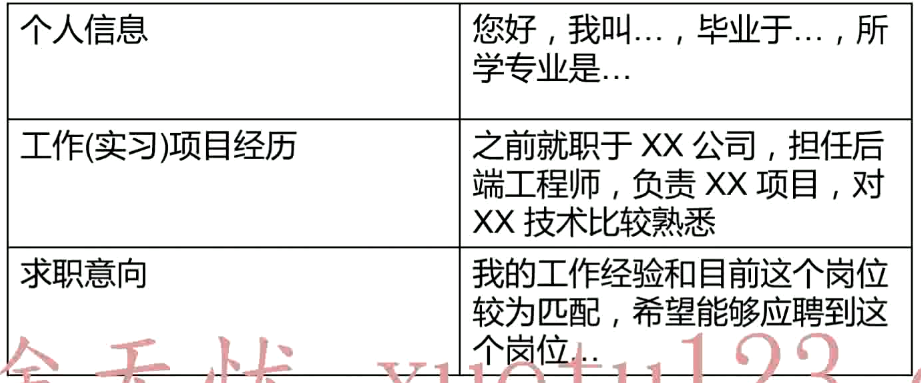 个人信息
您好，我叫…，毕业于…，所
学专业是…
工作(实习)项目经历
之前就职于 XX 公司，担任后
端工程师，负责 XX 项目，对
XX 技术比较熟悉
求职意向
我的工作经验和目前这个岗位
较为匹配，希望能够应聘到这
个岗位…